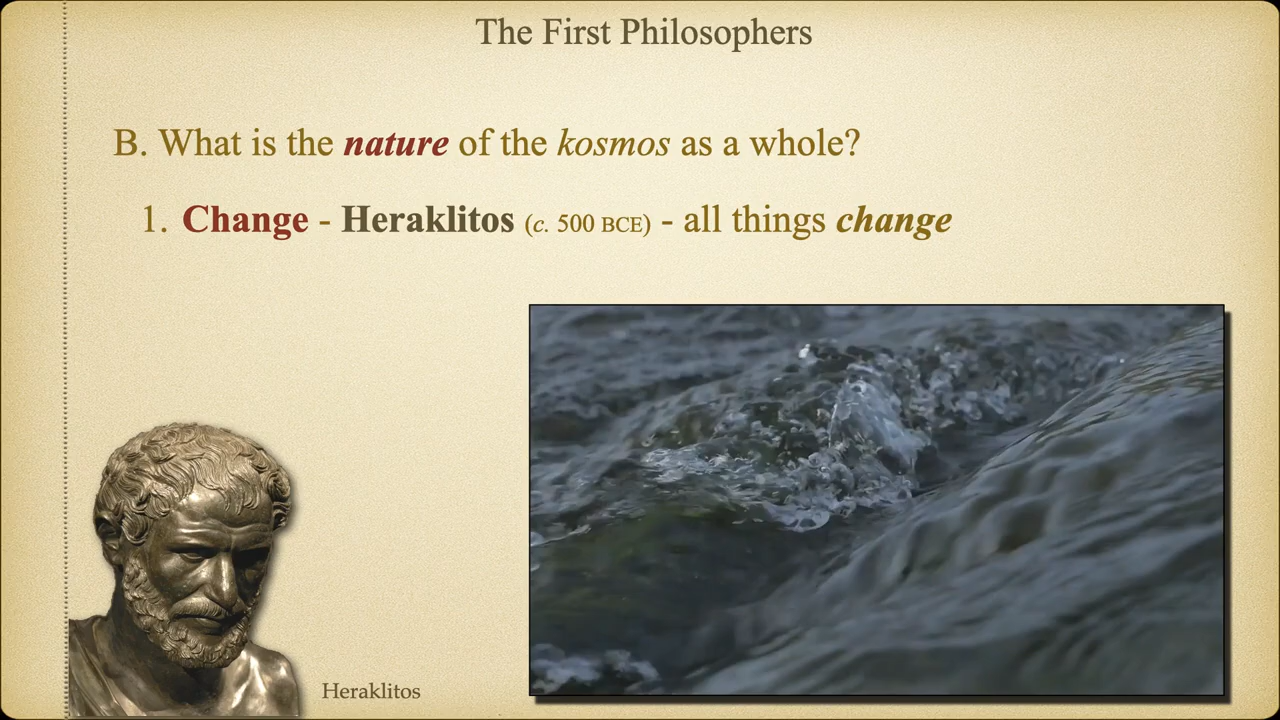 The First Philosophers
B. What is the nature of the kosmos as a whole?
1. Change - Heraklitos (c. 500 BCE) - all things change
Heraklitos